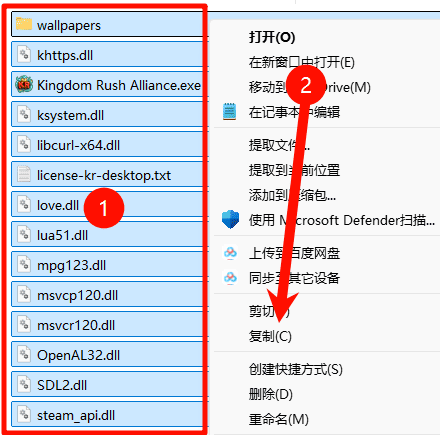 wallpapers
khttps.dll
Kingdom Rush Alliance.exe
ksystem.dll
libcurl-x64.dll
license-kr-desktop.txt
love.dll
lua51.dll
mpg123.dll
msvcp120.dll
msvcr120.dll
OpenAL32.dll
SDL2.dll
steam_api.dll
1
打开(O)
在新窗口中打开(E)
移动到 Drive(M)
2
在记事本中编辑
提取文件...
提取到当前位置
添加到压缩包...
使用 Microsoft Defender扫描...
上传到百度网盘
同步至其它设备
剪切
复制(C)
创建快捷方式(S)
删除(D)
重命名(M)